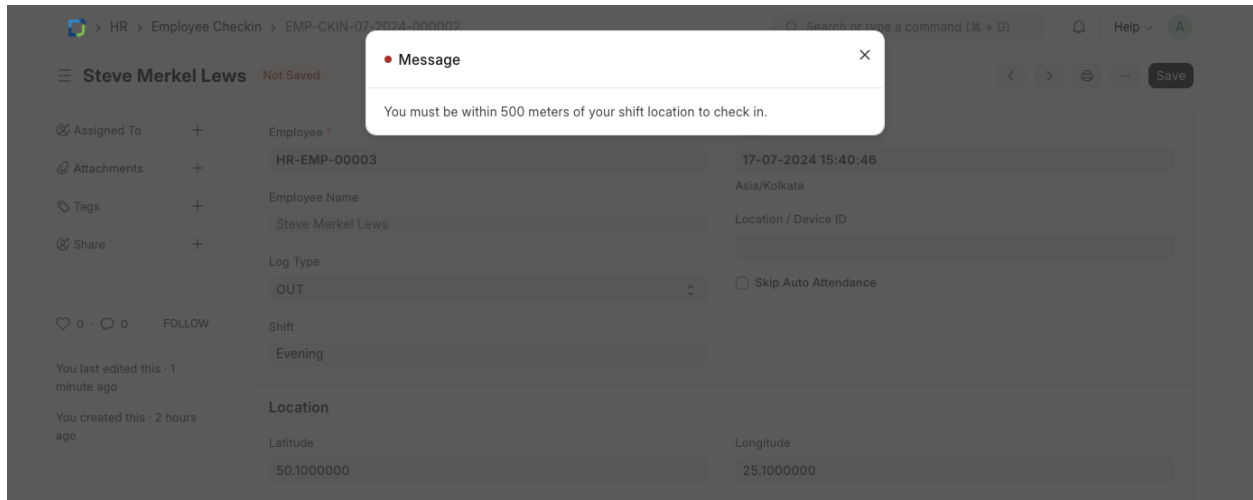 HR > Employee Checkin > EMP-CKIN-07-2024-000002
Search or type a command (⌘ + G)
Help
A
Steve Merkel Lews
Not Saved
Save
Message
You must be within 500 meters of your shift location to check in.
Assigned To
Attachments
Tags
Share
0 · 0 FOLLOW
You last edited this · 1
minute ago
You created this · 2 hours
ago
Employee *
HR-EMP-00003
Employee Name
Steve Merkel Lews
Log Type
OUT
Shift
Evening
17-07-2024 15:40:46
Asia/Kolkata
Location / Device ID
Skip Auto Attendance
Location
Latitude
50.1000000
Longitude
25.1000000